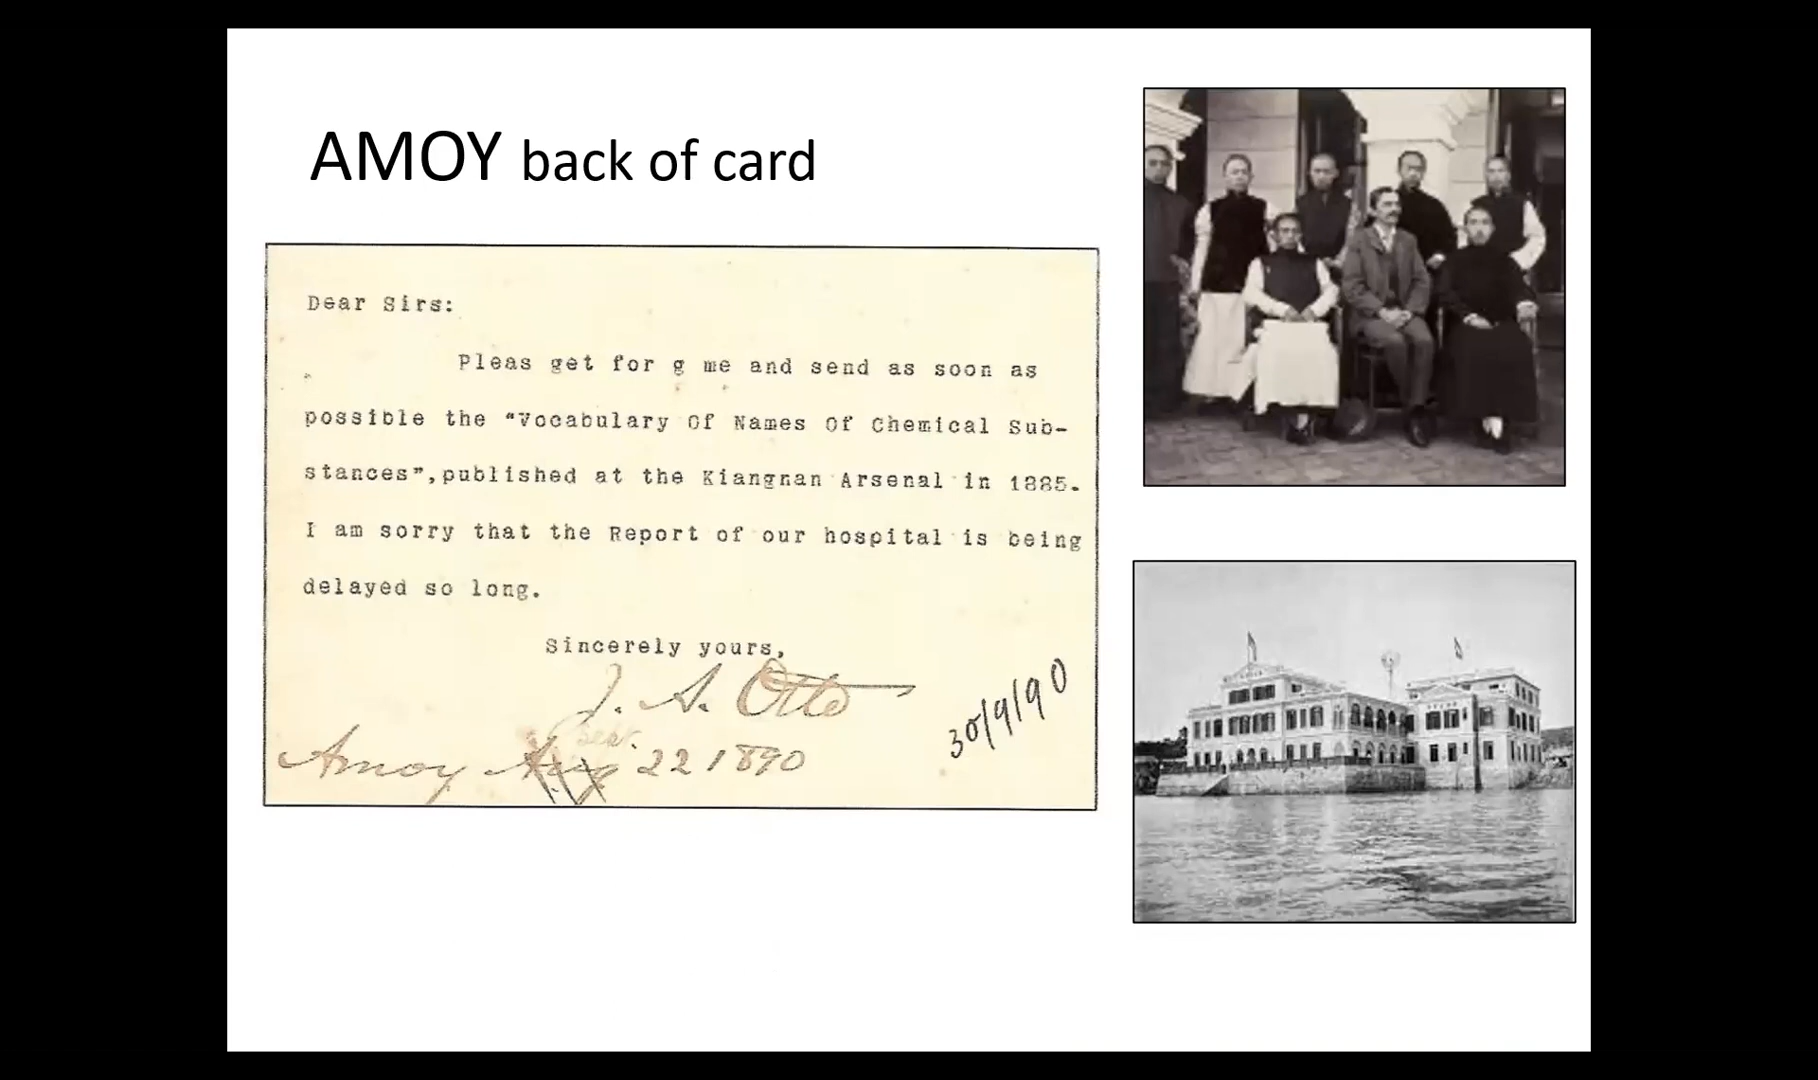 AMOY back of card
Dear Sirs:
Pleas get for g me and send as soon as
possible the "Vocabulary Of Names Of Chemical Sub-
stances",published at the Kiangnan Arsenal in 1885.
I am sorry that the Report of our hospital is being
delayed so long.
Sincerely yours,
J. A. Otte
Sept.
Amoy Aug 22 1890
30/9/90